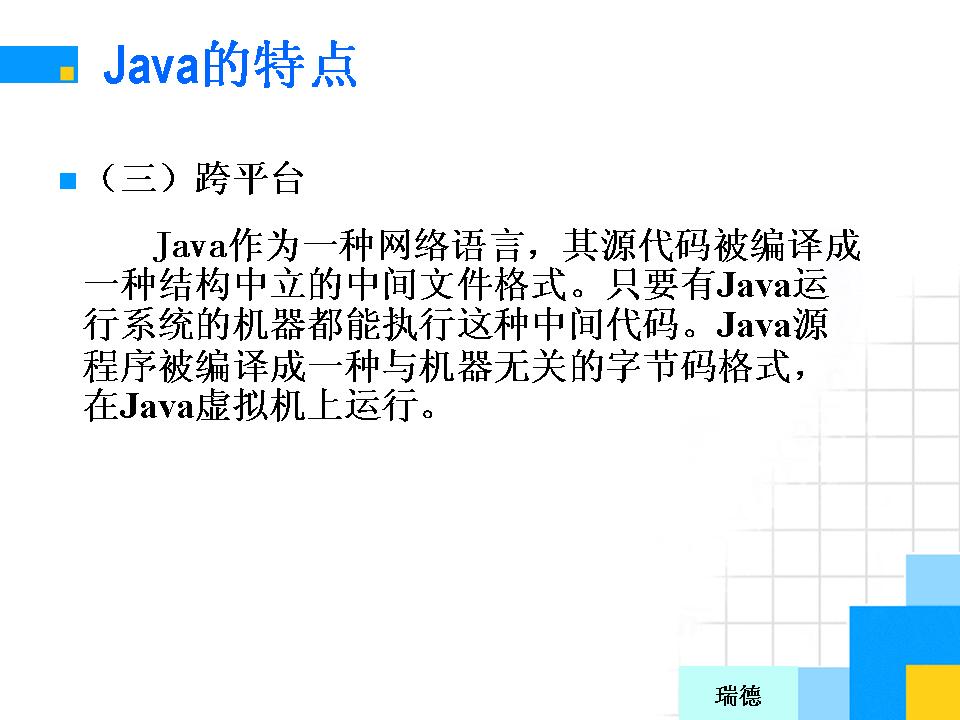 Java的特点
（三）跨平台
Java作为一种网络语言，其源代码被编译成
一种结构中立的中间文件格式。只要有Java运
行系统的机器都能执行这种中间代码。Java源
程序被编译成一种与机器无关的字节码格式，
在Java虚拟机上运行。
瑞德